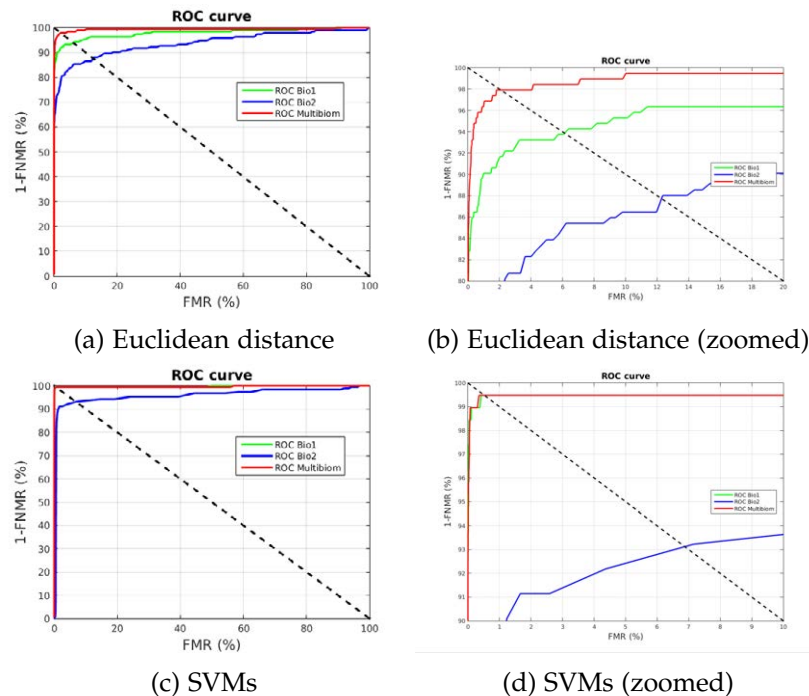 ROC curve
1-FNMR (%)
100
90
80
70
60
50
40
30
20
10
0
ROC Bio1
ROC Bio2
ROC Multibiom
0 20 40 60 80 100
FMR (%)
(a) Euclidean distance
ROC curve
1-FNMR (%)
100
98
96
94
92
90
88
86
84
82
80
ROC Bio1
ROC Bio2
ROC Multibiom
0 2 4 6 8 10 12 14 16 18 20
FMR (%)
(b) Euclidean distance (zoomed)
ROC curve
1-FNMR (%)
100
90
80
70
60
50
40
30
20
10
0
ROC Bio1
ROC Bio2
ROC Multibiom
0 20 40 60 80 100
FMR (%)
(c) SVMs
ROC curve
1-FNMR (%)
100
99
98
97
96
95
94
93
92
91
90
ROC Bio1
ROC Bio2
ROC Multibiom
0 1 2 3 4 5 6 7 8 9 10
FMR (%)
(d) SVMs (zoomed)